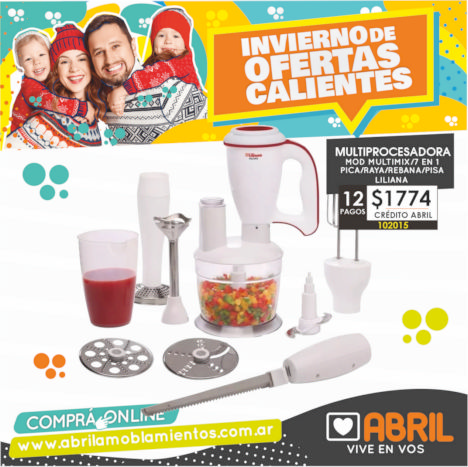 INVIERNO DE
OFERTAS
CALIENTES
MULTIPROCESADORA
MOD MULTIMIX/7 EN 1
PICA/RAYA/REBANA/PISA
LILIANA
12 PAGOS
$1774
CRÉDITO ABRIL
102015
Liliana
COMPRÁ ONLINE
www.abrilamoblamientos.com.ar
ABRIL
VIVE EN VOS